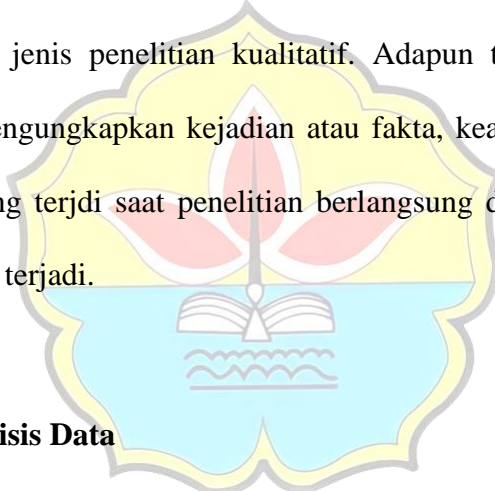 jenis penelitian kualitatif. Adapun t
engungkapkan kejadian atau fakta, kea
ng terjdi saat penelitian berlangsung d
terjadi.
isis Data